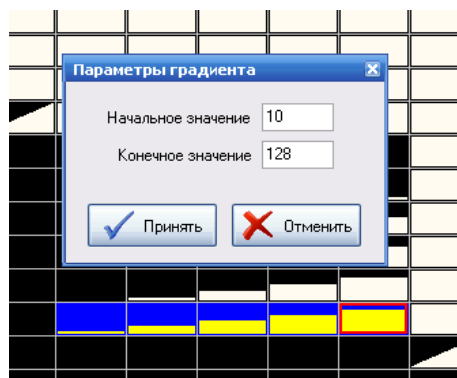 Параметры градиента
Начальное значение 10
Конечное значение 128
Принять Отменить